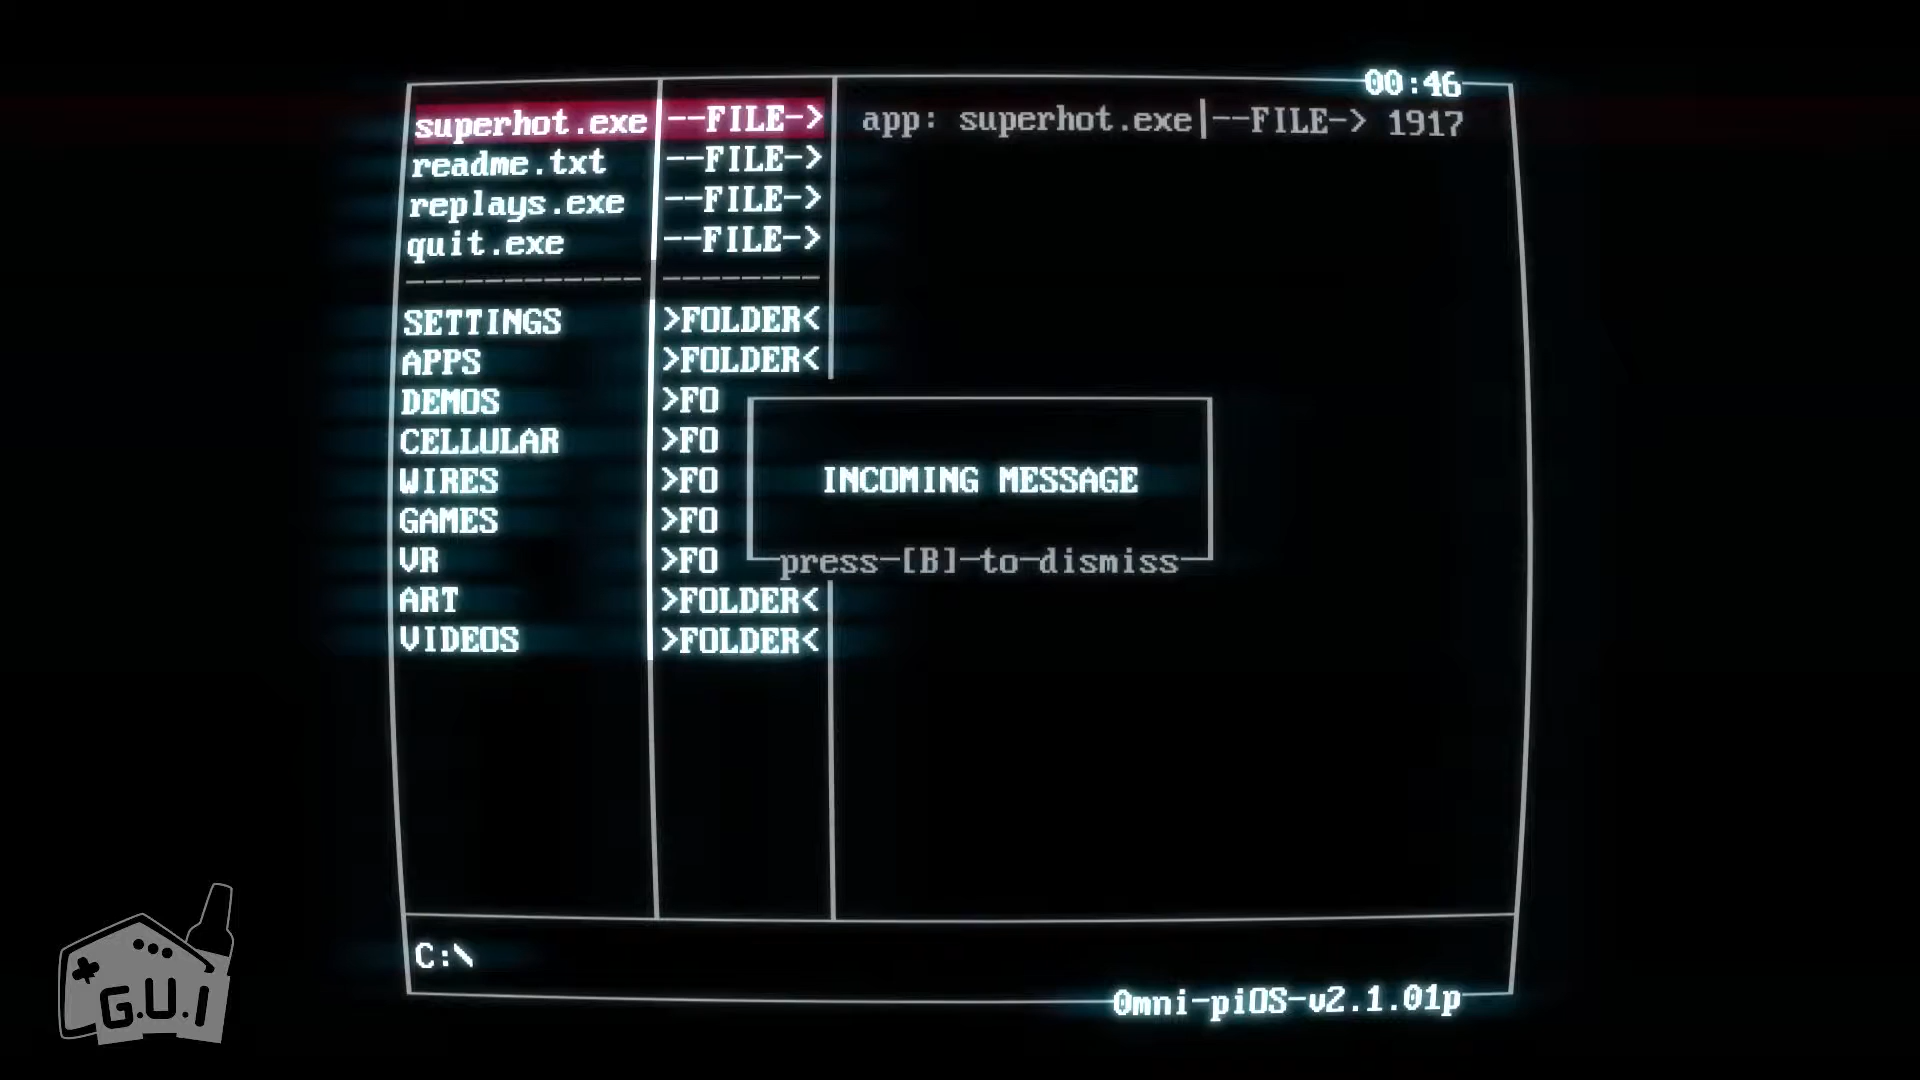 00:46
superhot.exe --FILE-> app: superhot.exe|--FILE-> 1917
readme.txt --FILE->
replays.exe --FILE->
quit.exe --FILE->
SETTINGS >FOLDER<
APPS >FOLDER<
DEMOS >FO
CELLULAR >FO
WIRES >FO
GAMES >FO
VR >FO
ART >FOLDER<
VIDEOS >FOLDER<
INCOMING MESSAGE
press-[B]-to-dismiss
C:\
0mni-piOS-v2.1.01p
G.U.I